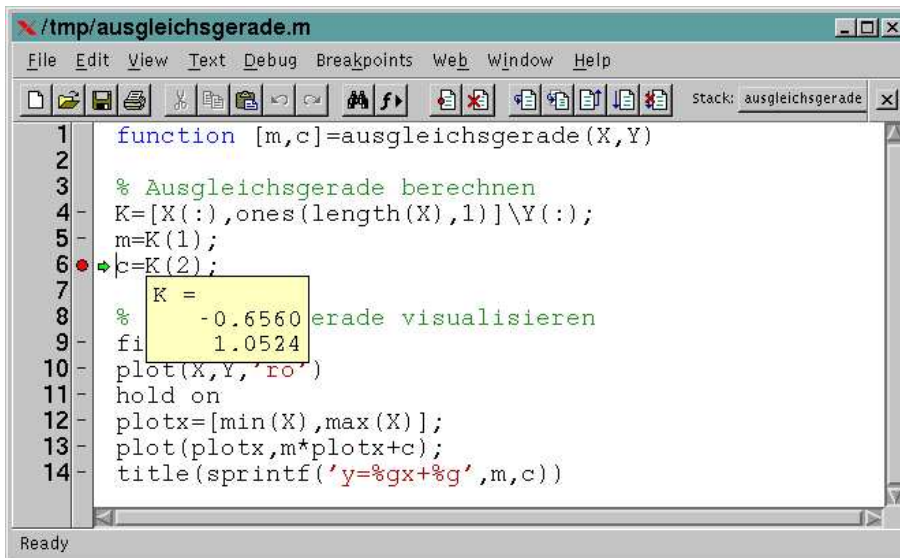 /tmp/ausgleichsgerade.m
File Edit View Text Debug Breakpoints Web Window Help
Stack: ausgleichsgerade
1 function [m,c]=ausgleichsgerade(X,Y)
2
3 % Ausgleichsgerade berechnen
4 - K=[X(:),ones(length(X),1)]\Y(:);
5 - m=K(1);
6 c=K(2);
7 K =
8 % -0.6560 erade visualisieren
9 - fi 1.0524
10 - plot(X,Y,'ro')
11 - hold on
12 - plotx=[min(X),max(X)];
13 - plot(plotx,m*plotx+c);
14 - title(sprintf('y=%gx+%g',m,c))
Ready